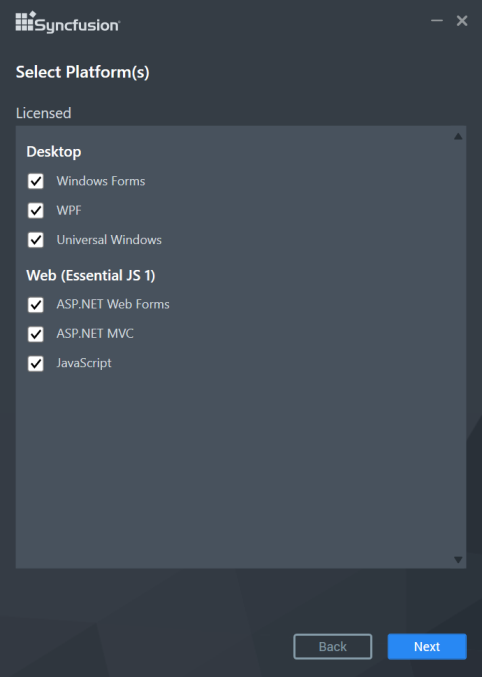 Syncfusion
Select Platform(s)
Licensed
Desktop
Windows Forms
WPF
Universal Windows
Web (Essential JS 1)
ASP.NET Web Forms
ASP.NET MVC
JavaScript
Back
Next